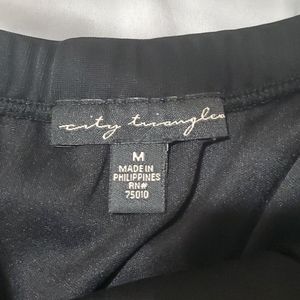 city triangles
M
MADE IN
PHILIPPINES
RN#
75010